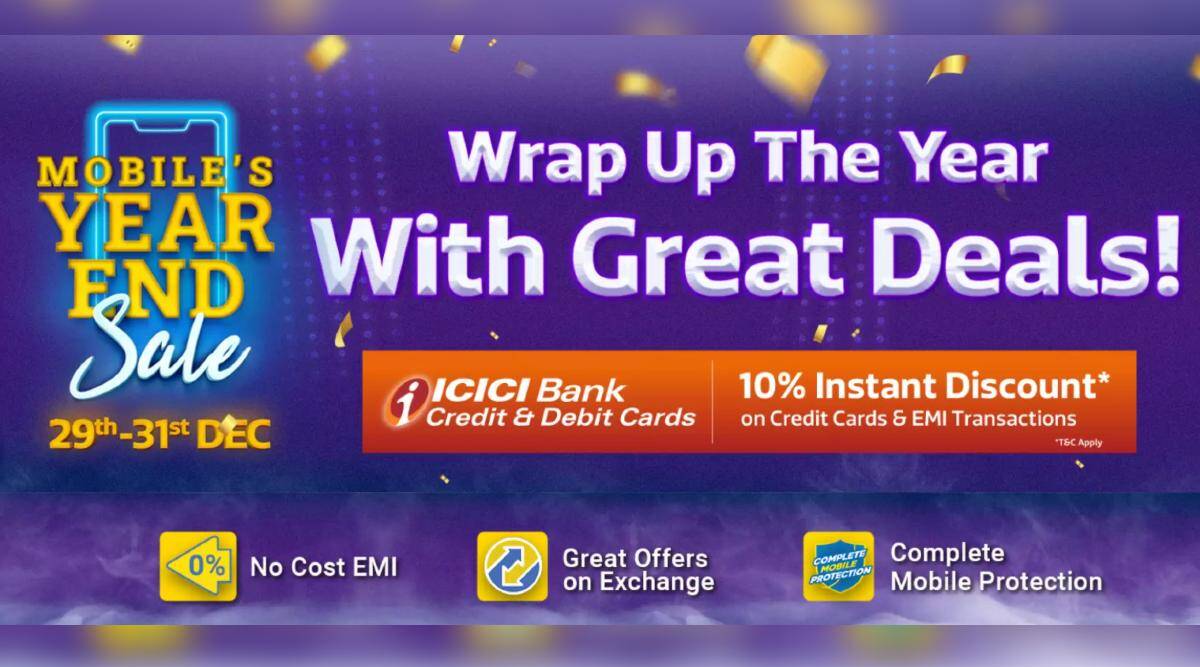 MOBILE'S
YEAR
END
Sale
29th-31st DEC
Wrap Up The Year
With Great Deals!
i ICICI Bank
Credit & Debit Cards
10% Instant Discount*
on Credit Cards & EMI Transactions
*T&C Apply
0%
No Cost EMI
Great Offers
on Exchange
COMPLETE
MOBILE
PROTECTION
Complete
Mobile Protection